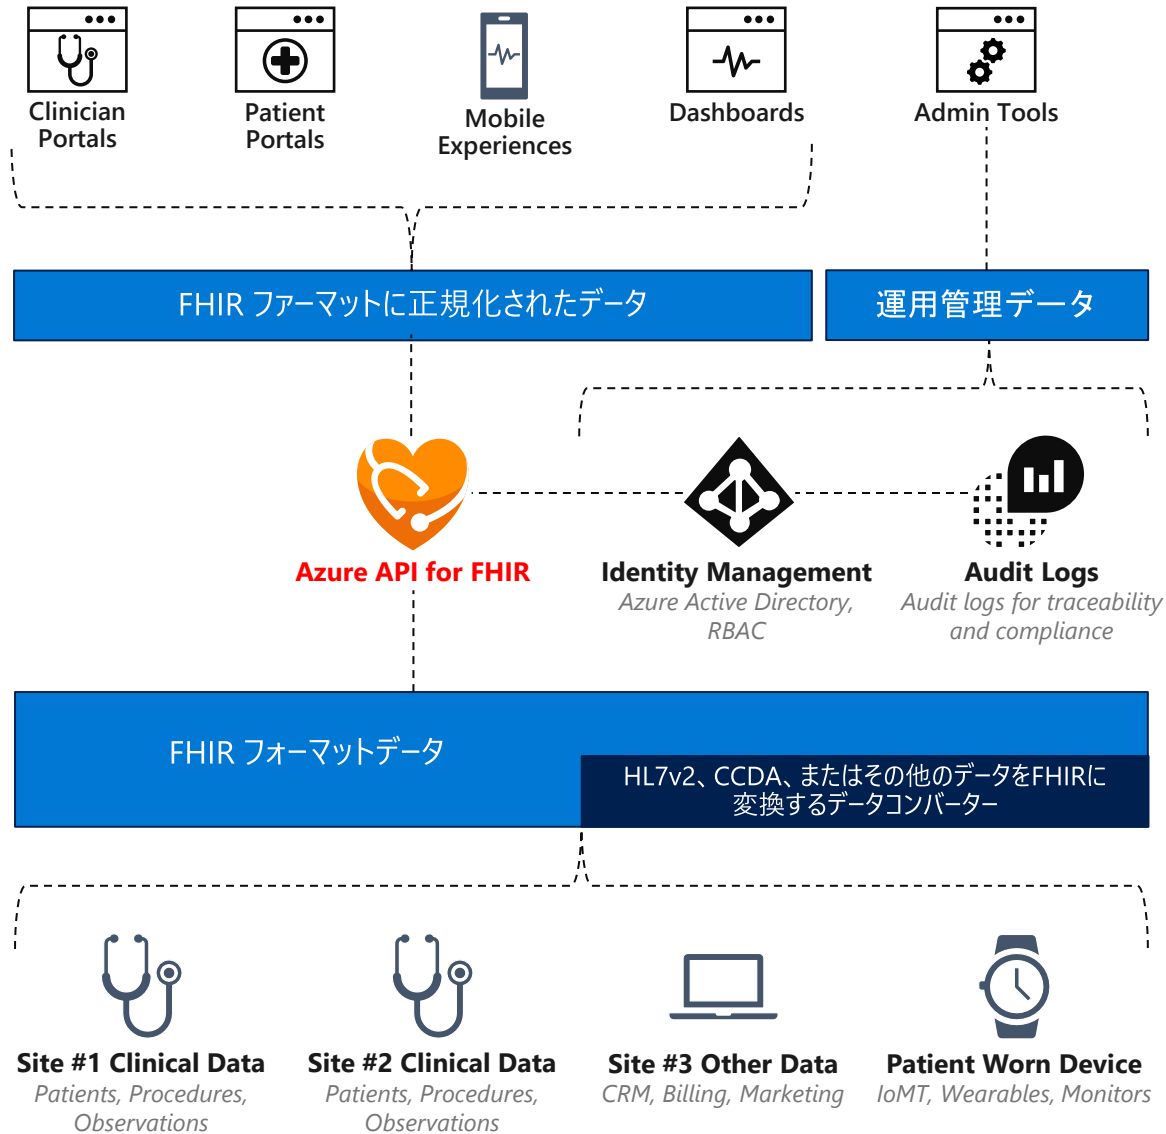 Clinician
Portals
Patient
Portals
Mobile
Experiences
Dashboards
Admin Tools
FHIR ファーマットに正規化されたデータ
運用管理データ
Azure API for FHIR
Identity Management
Azure Active Directory,
RBAC
Audit Logs
Audit logs for traceability
and compliance
FHIR フォーマットデータ
HL7v2、CCDA、またはその他のデータをFHIRに
変換するデータコンバーター
Site #1 Clinical Data
Patients, Procedures,
Observations
Site #2 Clinical Data
Patients, Procedures,
Observations
Site #3 Other Data
CRM, Billing, Marketing
Patient Worn Device
IoMT, Wearables, Monitors